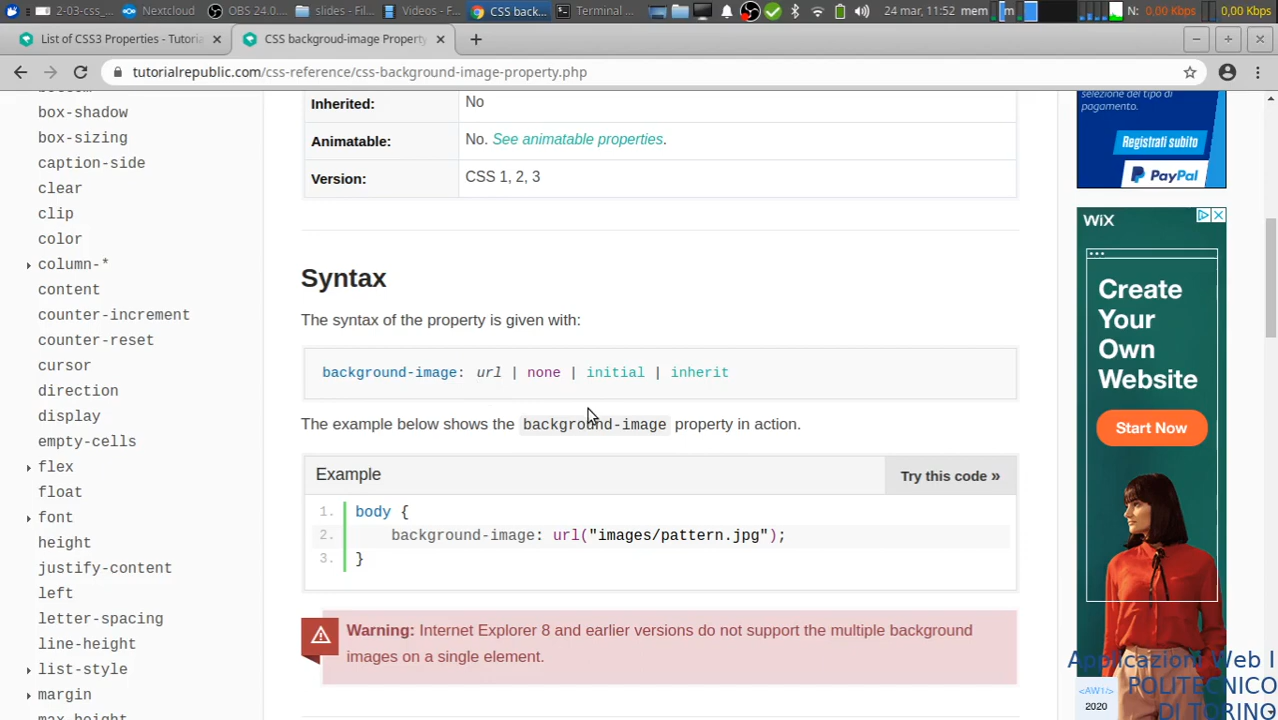 2-03-css_...
Nextcloud
OBS 24.0...
slides - Fil...
Videos - F...
CSS back...
Terminal ...
24 mar, 11:52
mem
N:
0,00 Kbps
0,00 Kbps
List of CSS3 Properties - Tutoria
CSS backgroud-image Property
tutorialrepublic.com/css-reference/css-background-image-property.php
box-shadow
box-sizing
caption-side
clear
clip
color
column-*
content
counter-increment
counter-reset
cursor
direction
display
empty-cells
flex
float
font
height
justify-content
left
letter-spacing
line-height
list-style
margin
max-height
Inherited: No
Animatable: No. See animatable properties.
Version: CSS 1, 2, 3
Syntax
The syntax of the property is given with:
background-image: url | none | initial | inherit
The example below shows the background-image property in action.
Example
Try this code »
1. body {
2. background-image: url("images/pattern.jpg");
3. }
Warning: Internet Explorer 8 and earlier versions do not support the multiple background
images on a single element.
selezione del tipo di
pagamento.
Registrati subito
PayPal
WiX
Create
Your
Own
Website
Start Now
Applicazioni Web I
POLITECNICO
DI TORINO
<AW1/>
2020